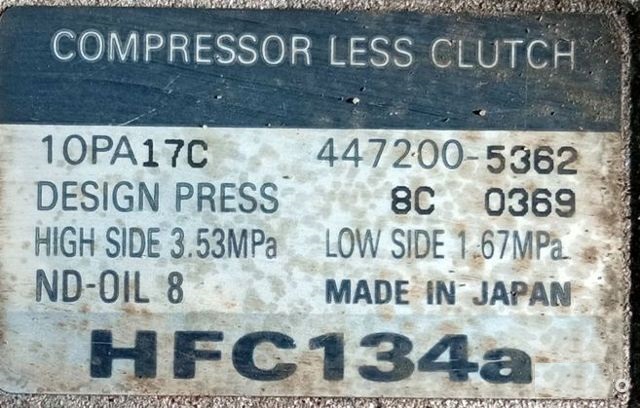 COMPRESSOR LESS CLUTCH
10PA17C 447200-5362
DESIGN PRESS 8C 0369
HIGH SIDE 3.53MPa LOW SIDE 1.67MPa
ND-OIL 8 MADE IN JAPAN
HFC134a